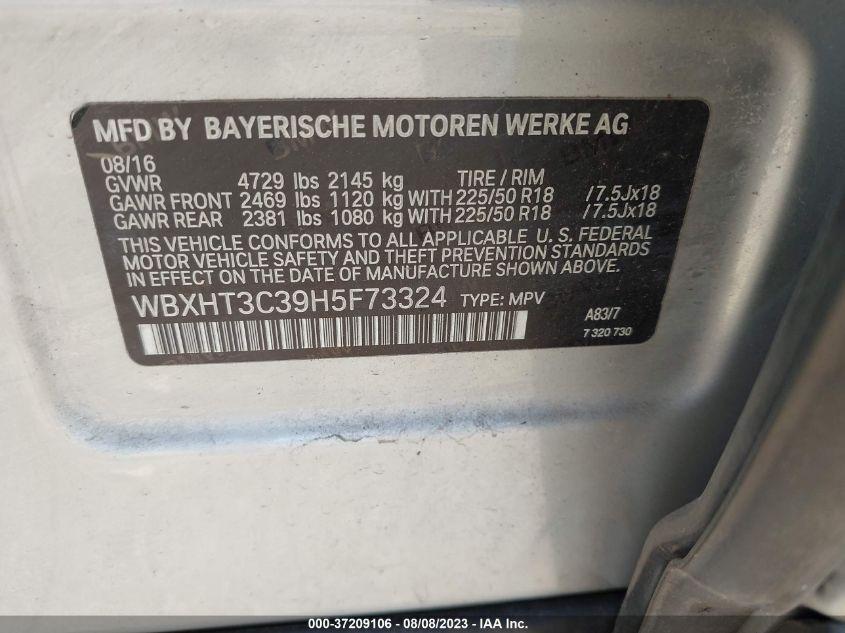 MFD BY BAYERISCHE MOTOREN WERKE AG
08/16
GVWR 4729 lbs 2145 kg TIRE / RIM
GAWR FRONT 2469 lbs 1120 kg WITH 225/50 R18 /7.5Jx18
GAWR REAR 2381 lbs 1080 kg WITH 225/50 R18 /7.5Jx18
THIS VEHICLE CONFORMS TO ALL APPLICABLE U. S. FEDERAL
MOTOR VEHICLE SAFETY AND THEFT PREVENTION STANDARDS
IN EFFECT ON THE DATE OF MANUFACTURE SHOWN ABOVE.
WBXHT3C39H5F73324 TYPE: MPV
A83/7
7 320 730
000-37209106 - 08/08/2023 - IAA Inc.